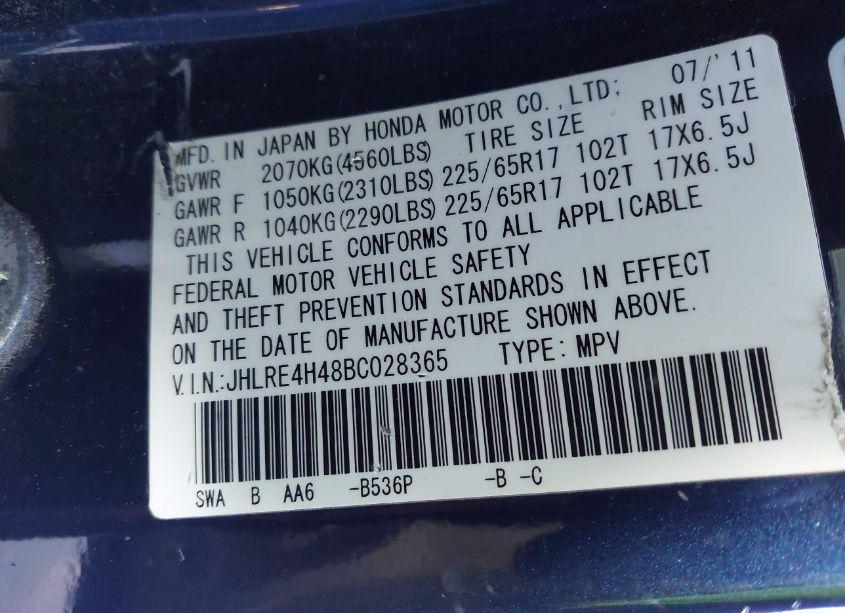 MFD. IN JAPAN BY HONDA MOTOR CO.,LTD; 07/'11
GVWR 2070KG(4560LBS) TIRE SIZE RIM SIZE
GAWR F 1050KG(2310LBS) 225/65R17 102T 17X6.5J
GAWR R 1040KG(2290LBS) 225/65R17 102T 17X6.5J
THIS VEHICLE CONFORMS TO ALL APPLICABLE
FEDERAL MOTOR VEHICLE SAFETY
AND THEFT PREVENTION STANDARDS IN EFFECT
ON THE DATE OF MANUFACTURE SHOWN ABOVE.
V.I.N.:JHLRE4H48BC028365 TYPE: MPV
SWA B AA6 -B536P -B -C